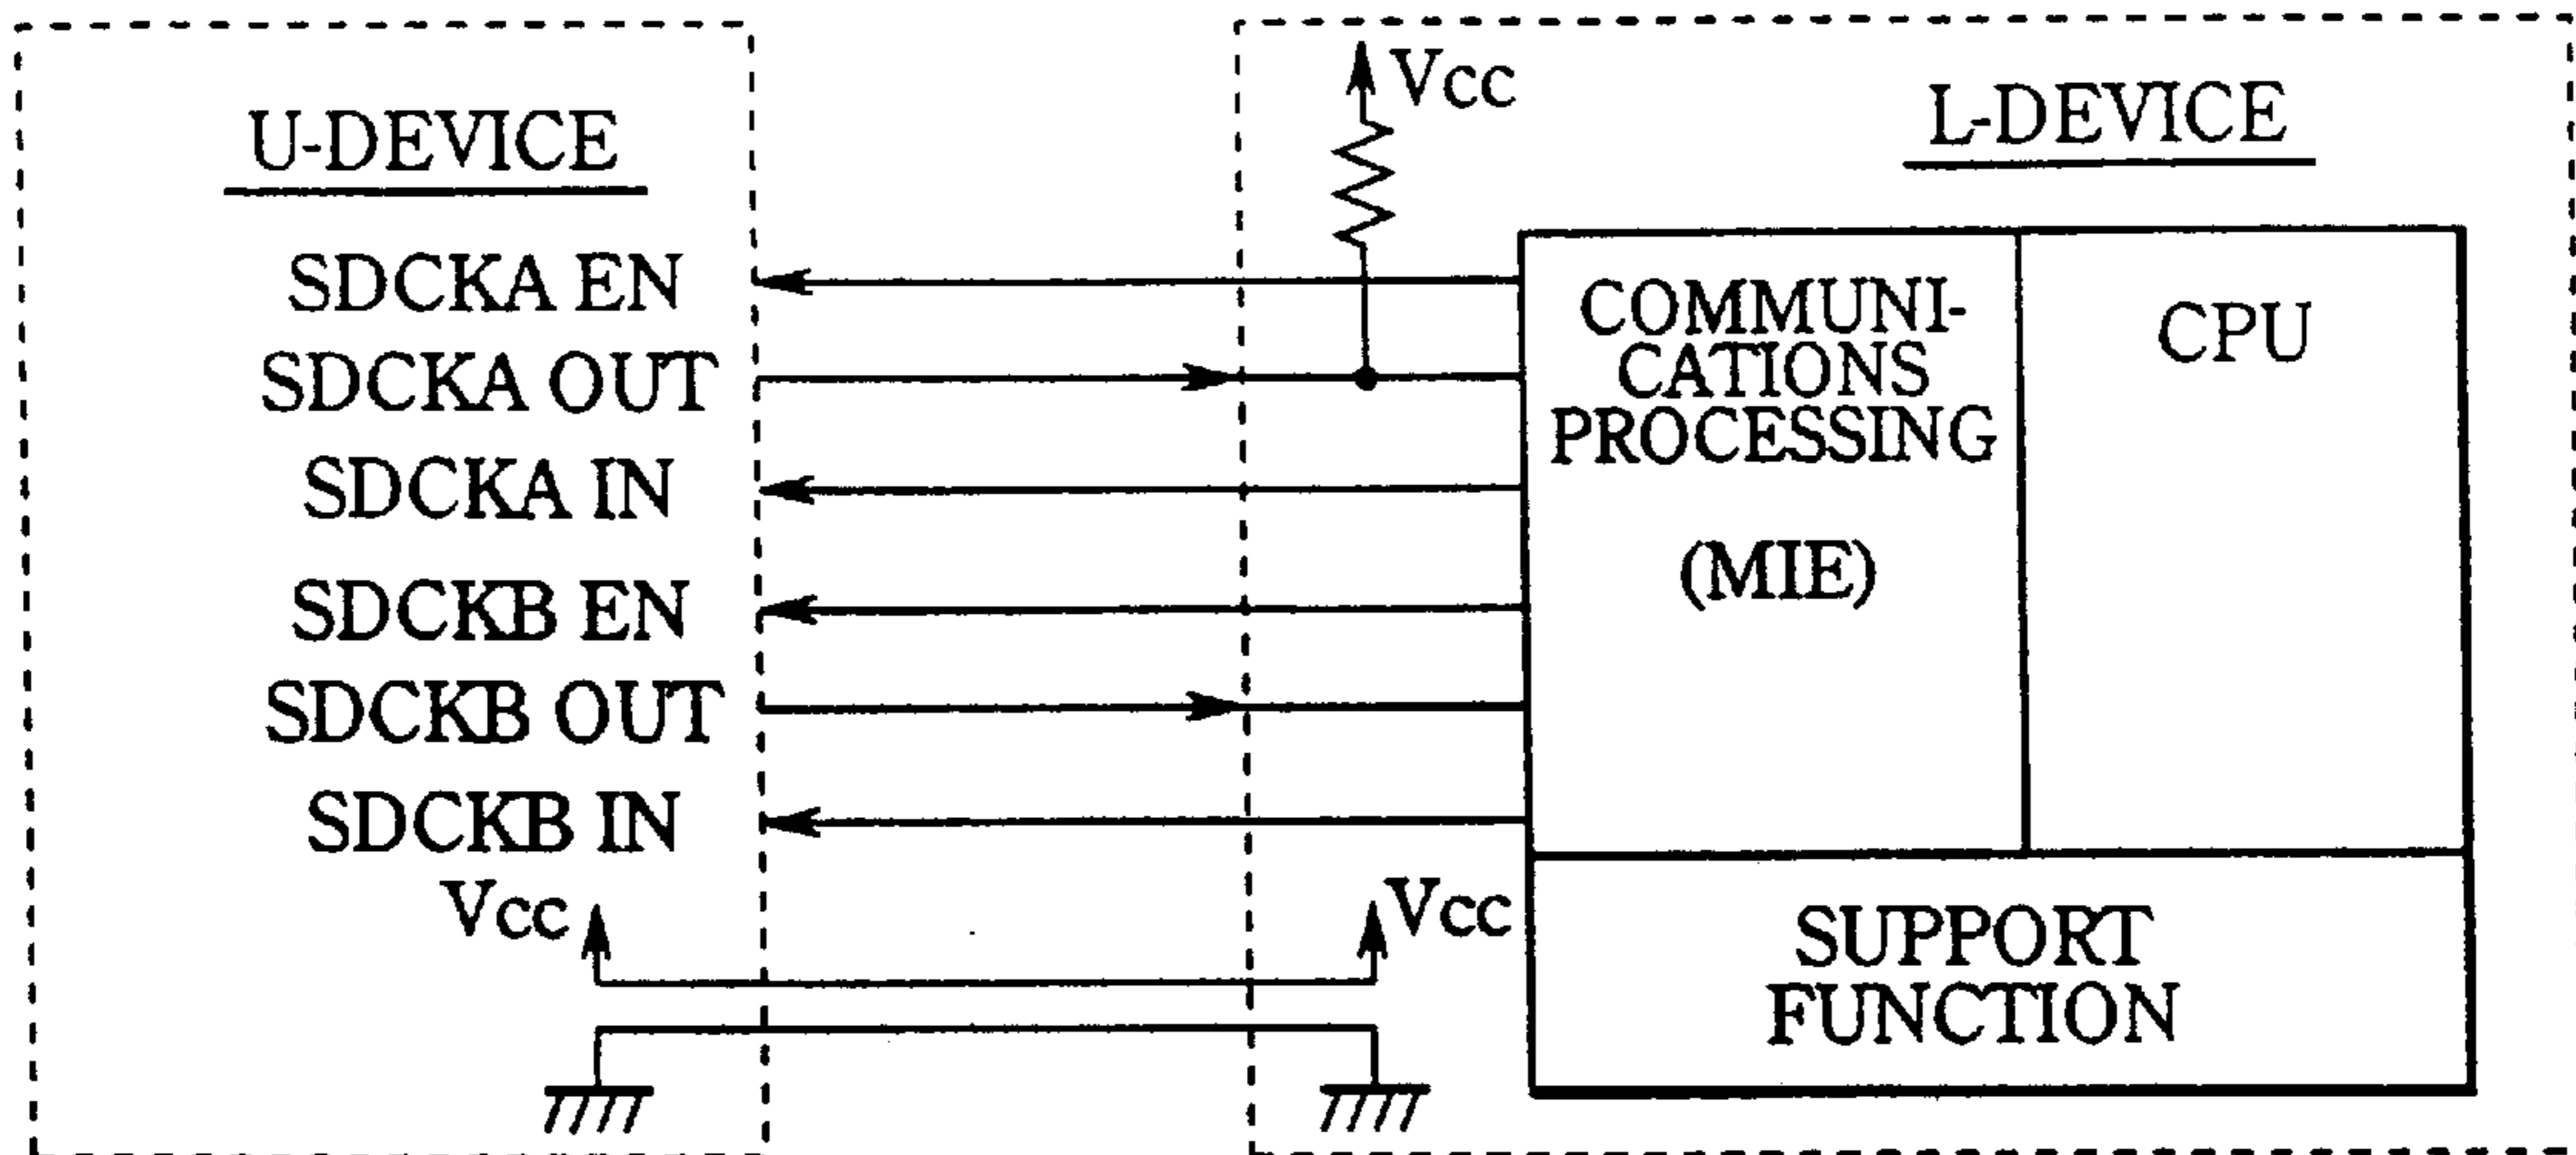 U-DEVICE
SDCKA EN
SDCKA OUT
SDCKA IN
SDCKB EN
SDCKB OUT
SDCKB IN
Vcc
Vcc
Vcc
L-DEVICE
COMMUNI-
CATIONS
PROCESSING
(MIE)
CPU
SUPPORT
FUNCTION